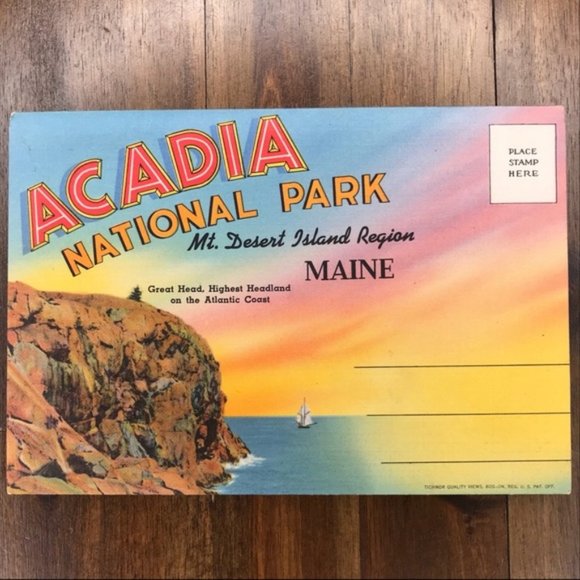 ACADIA
NATIONAL PARK
Mt. Desert Island Region
MAINE
Great Head, Highest Headland
on the Atlantic Coast
PLACE
STAMP
HERE
TICHNOR QUALITY VIEWS, BOSTON, REG. U. S. PAT. OFF.